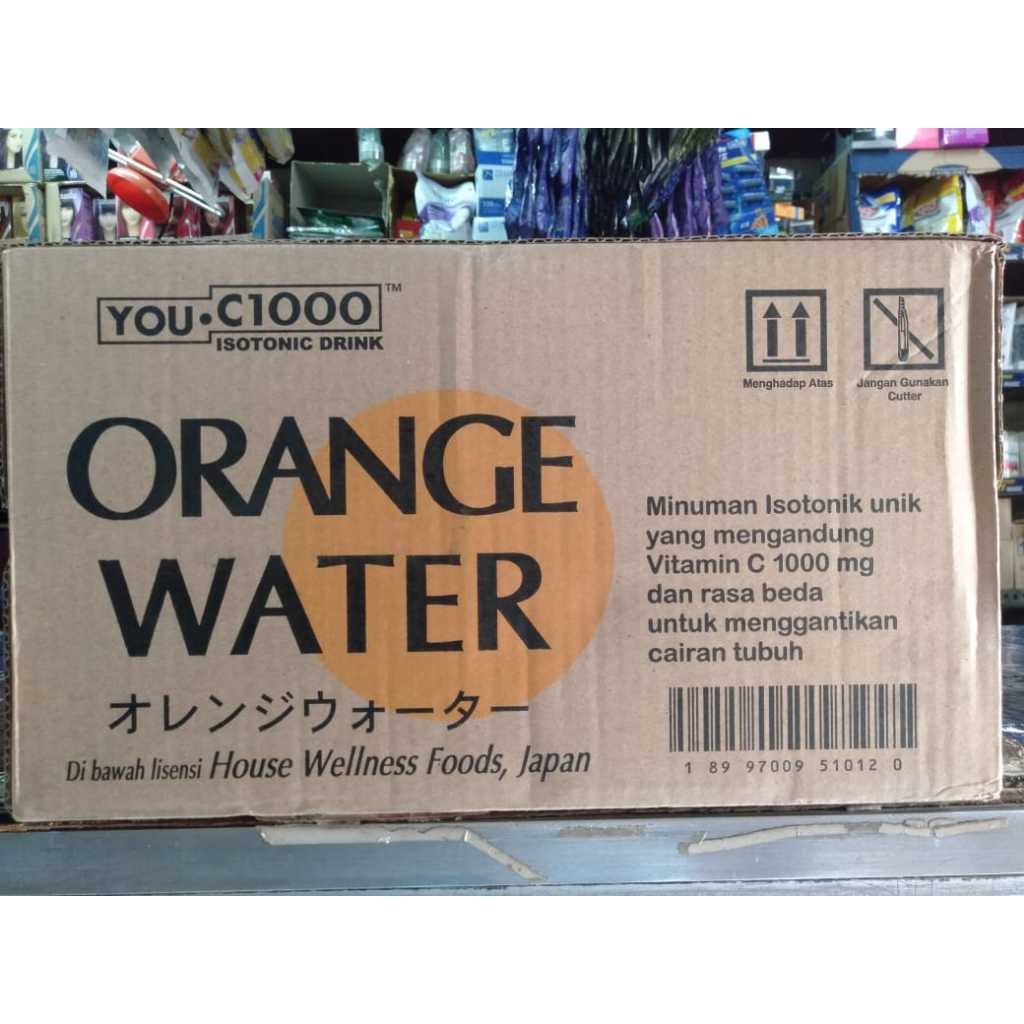 YOU·C1000™
ISOTONIC DRINK
ORANGE
WATER
オレンジウォーター
Di bawah lisensi House Wellness Foods, Japan
Menghadap Atas
Jangan Gunakan
Cutter
Minuman Isotonik unik
yang mengandung
Vitamin C 1000 mg
dan rasa beda
untuk menggantikan
cairan tubuh
1 89 97009 51012 0